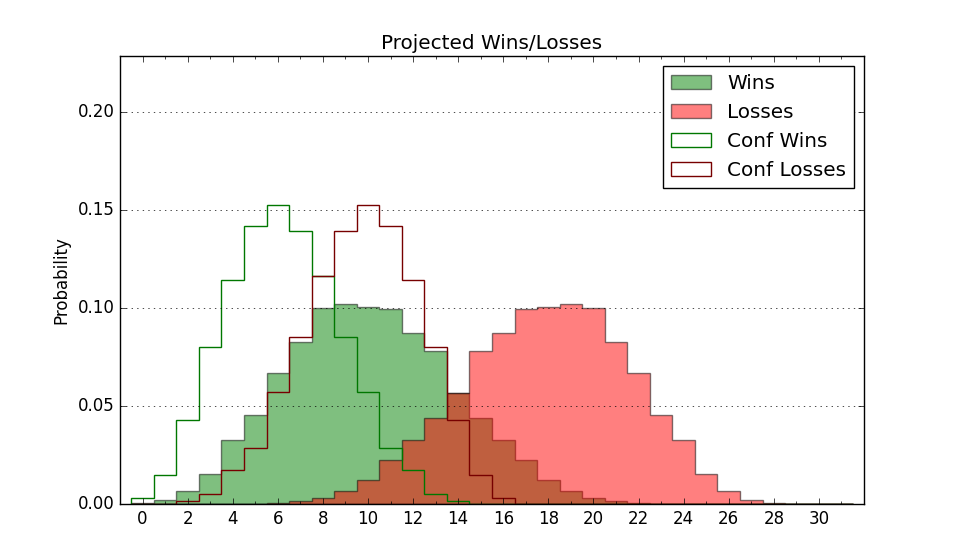 Projected Wins/Losses
Wins
Losses
Conf Wins
Conf Losses
Probability
0.20
0.15
0.10
0.05
0.00
0 2 4 6 8 10 12 14 16 18 20 22 24 26 28 30